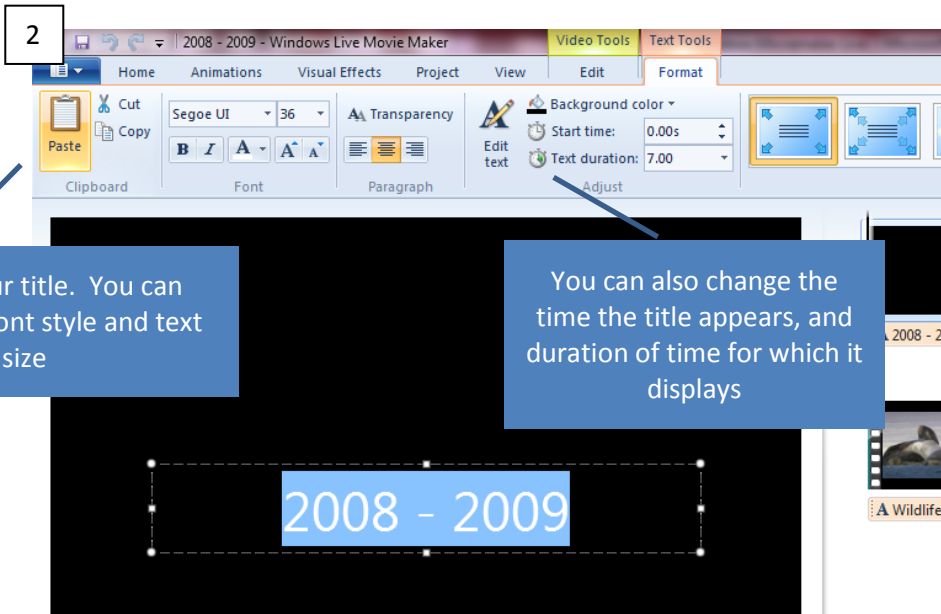 2
2008 - 2009 - Windows Live Movie Maker
Video Tools
Text Tools
Home
Animations
Visual Effects
Project
View
Edit
Format
Paste
Cut
Copy
Clipboard
Segoe UI
36
B I A A A
Font
AA Transparency
Paragraph
Edit
text
Background color
Start time:
0.00s
Text duration:
7.00
Adjust
title. You can
style and text
size
You can also change the
time the title appears, and
duration of time for which it
displays
2008 - 2009
A 2008 - 2
A Wildlife